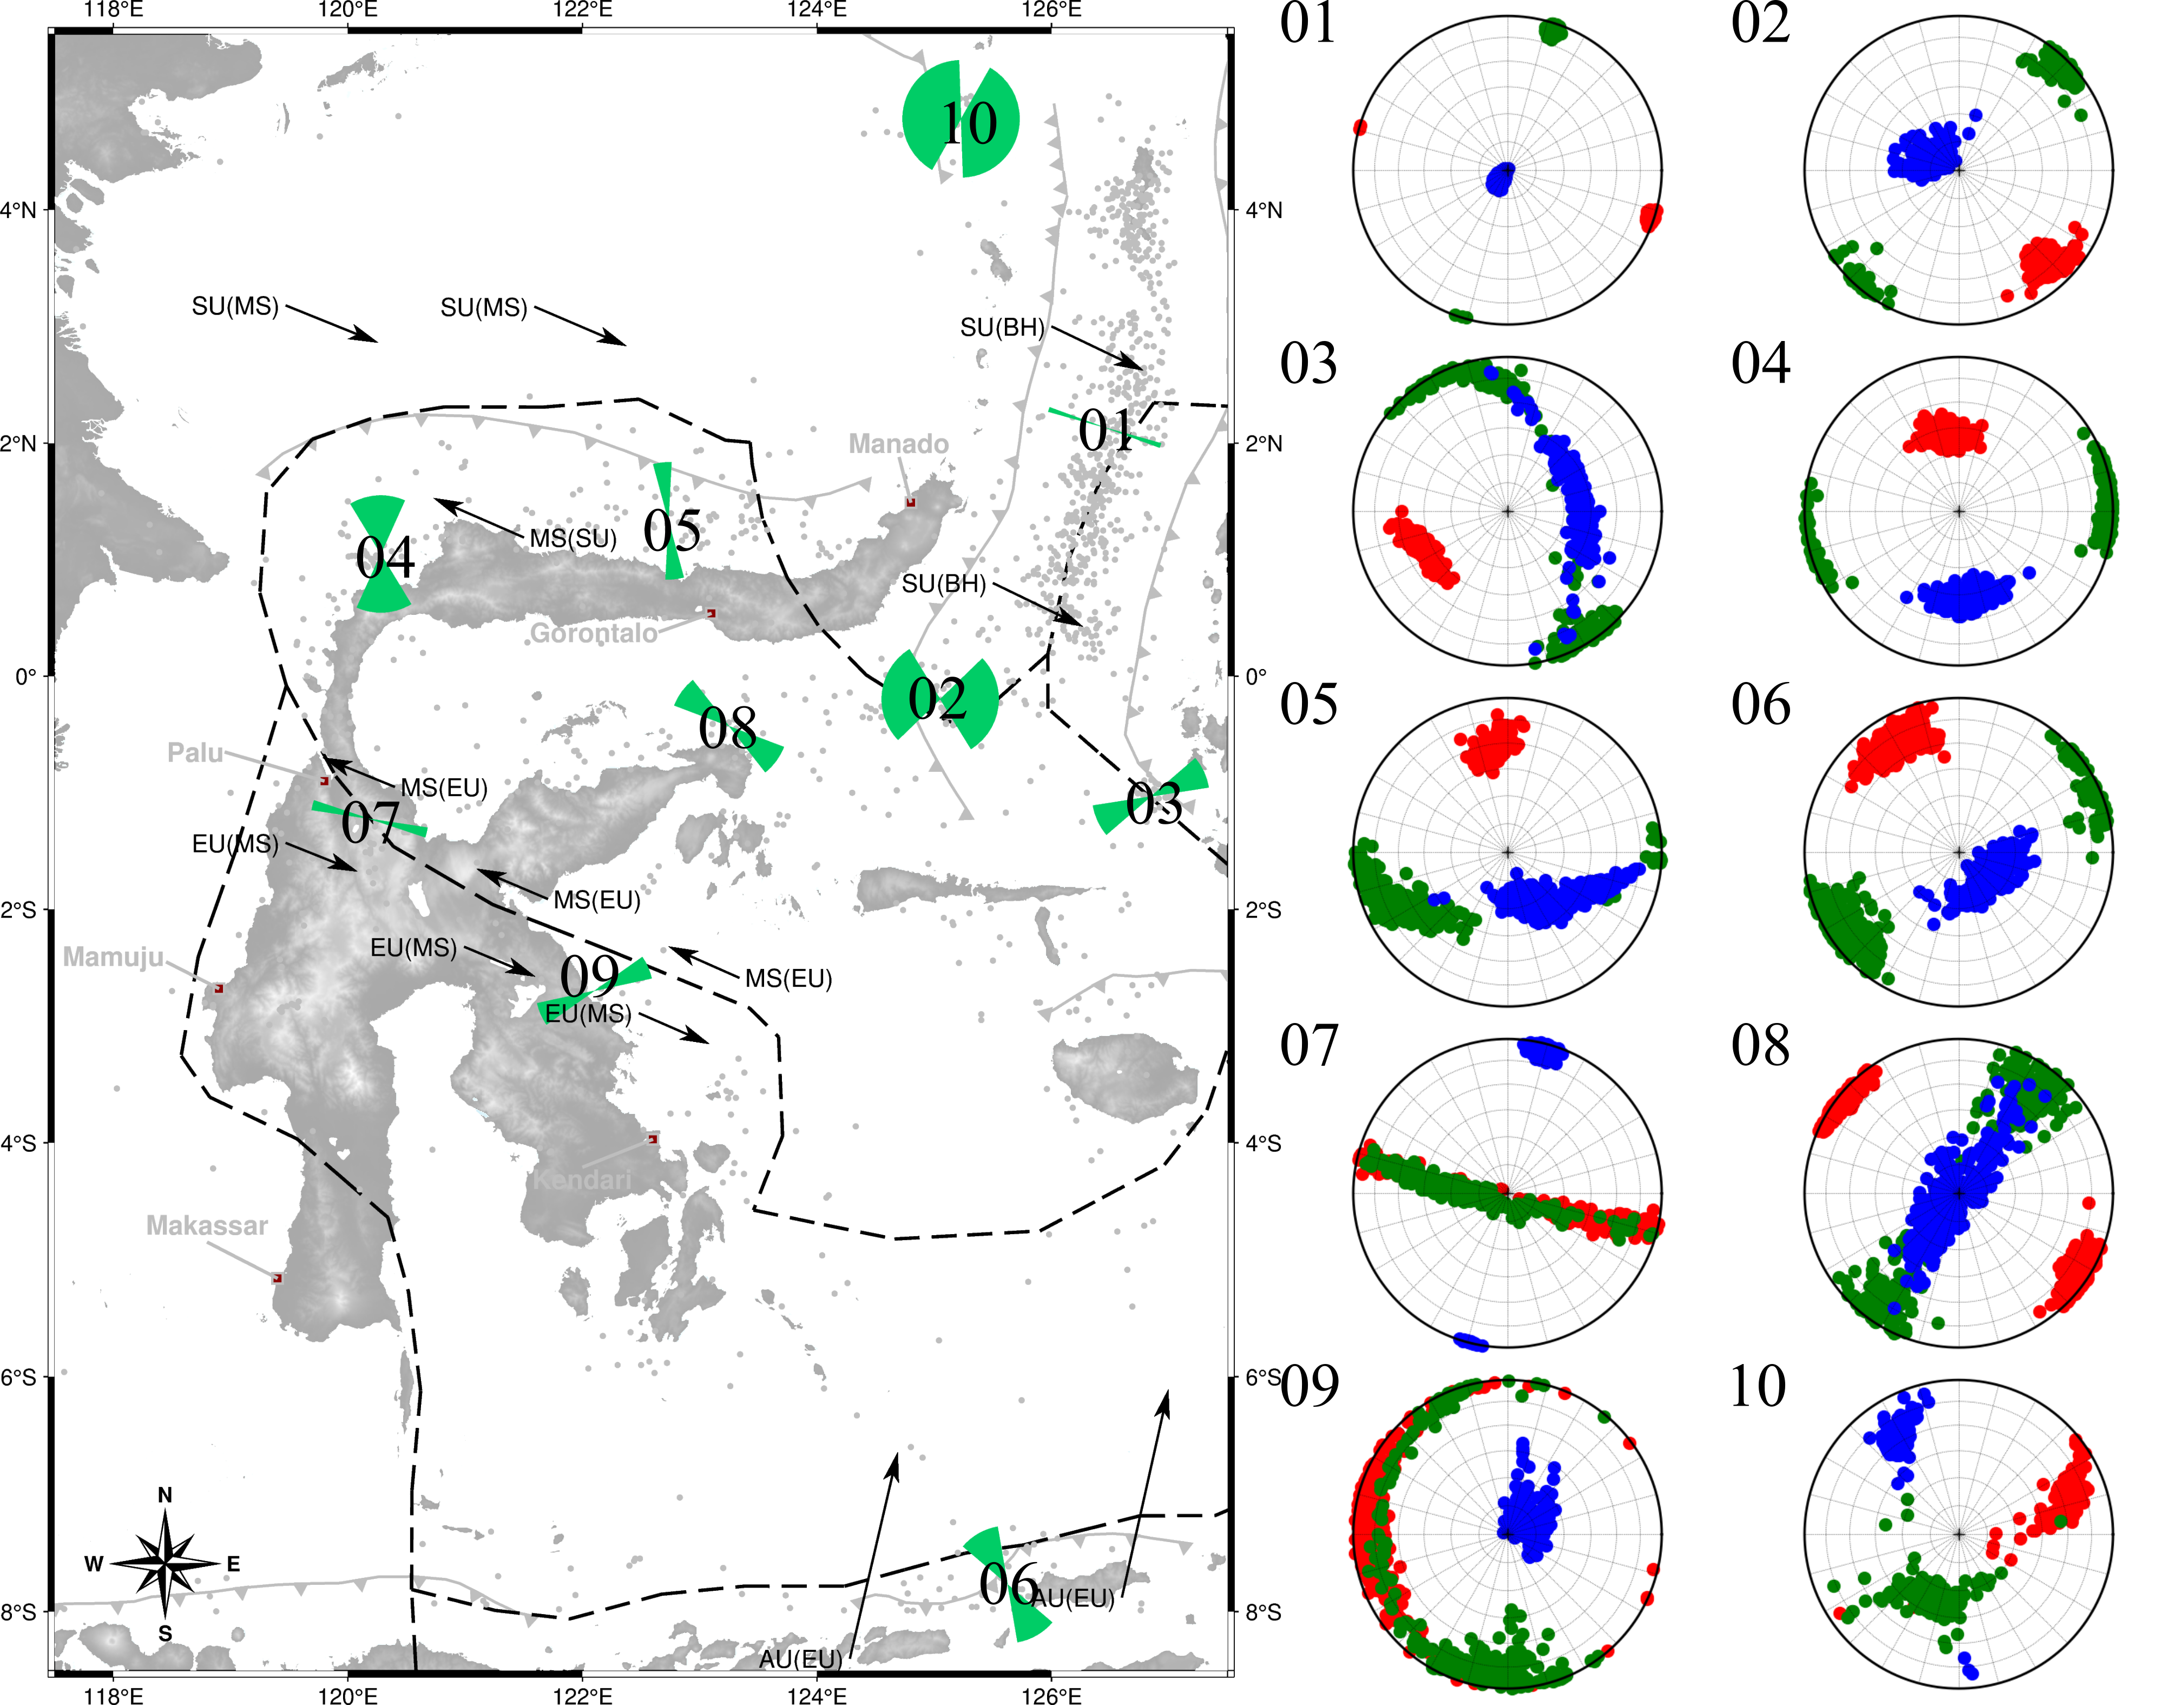 118°E 120°E 122°E 124°E 126°E
01 02
10
4°N 4°N
SU(MS) SU(MS) SU(BH)
03 04
01
2°N 2°N
Manado
05
MS(SU)
04
SU(BH)
Gorontalo
0° 0°
02
05 06
08
Palu
MS(EU)
03
07
EU(MS)
MS(EU)
2°S 2°S
EU(MS)
Mamuju
09
MS(EU)
EU(MS)
07 08
4°S 4°S
Kendari
Makassar
6°S 6°S
09 10
N
W E
S
06
AU(EU)
8°S 8°S
AU(EU)
118°E 120°E 122°E 124°E 126°E